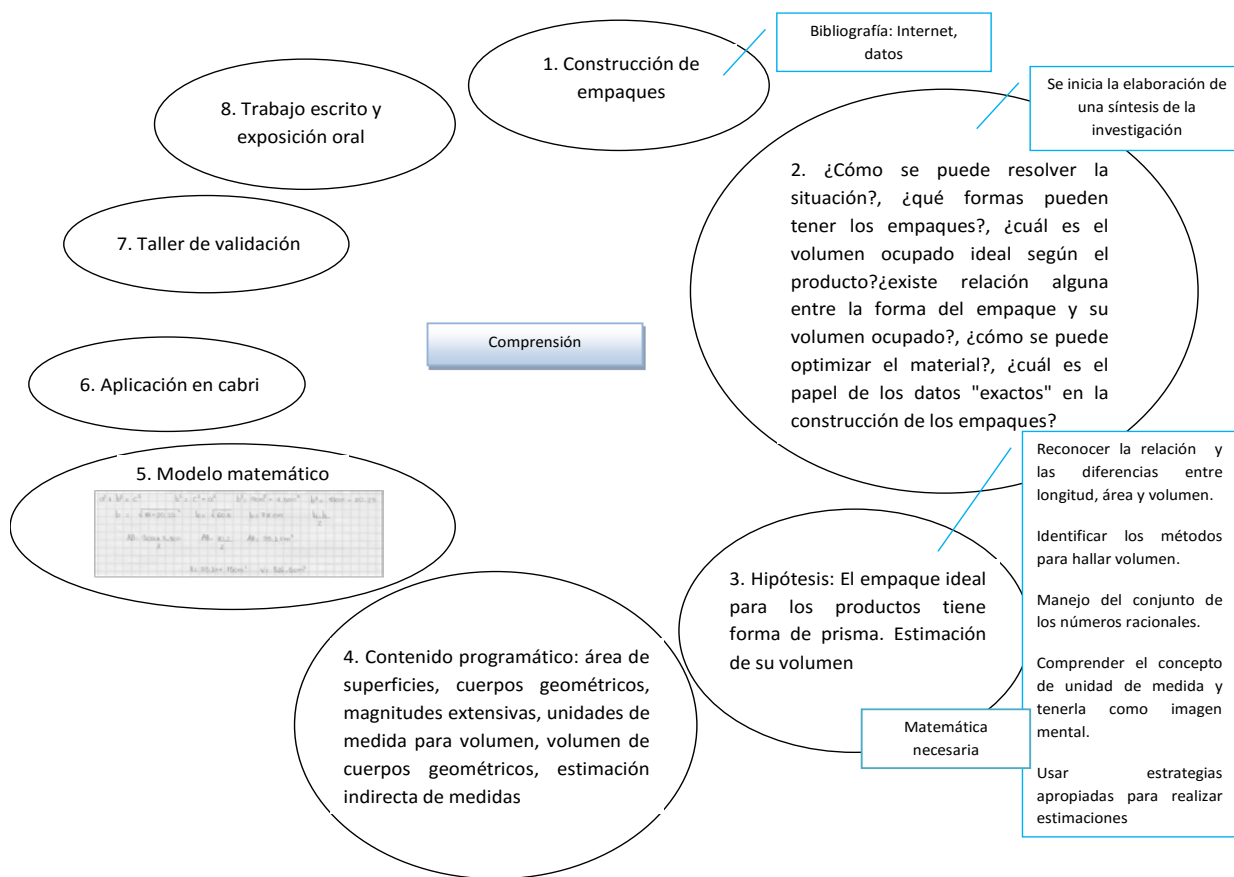 1. Construcción de
empaques
Bibliografía: Internet,
datos
Se inicia la elaboración de
una síntesis de la
investigación
2. ¿Cómo se puede resolver la
situación?, ¿qué formas pueden
tener los empaques?, ¿cuál es el
volumen ocupado ideal según el
producto?¿existe relación alguna
entre la forma del empaque y su
volumen ocupado?, ¿cómo se puede
optimizar el material?, ¿cuál es el
papel de los datos "exactos" en la
construcción de los empaques?
Reconocer la relación y
las diferencias entre
longitud, área y volumen.
Identificar los métodos
para hallar volumen.
Manejo del conjunto de
los números racionales.
Comprender el concepto
de unidad de medida y
tenerla como imagen
mental.
Usar estrategias
apropiadas para realizar
estimaciones
3. Hipótesis: El empaque ideal
para los productos tiene
forma de prisma. Estimación
de su volumen
Matemática
necesaria
4. Contenido programático: área de
superficies, cuerpos geométricos,
magnitudes extensivas, unidades de
medida para volumen, volumen de
cuerpos geométricos, estimación
indirecta de medidas
5. Modelo matemático
6. Aplicación en cabri
7. Taller de validación
8. Trabajo escrito y
exposición oral
Comprensión